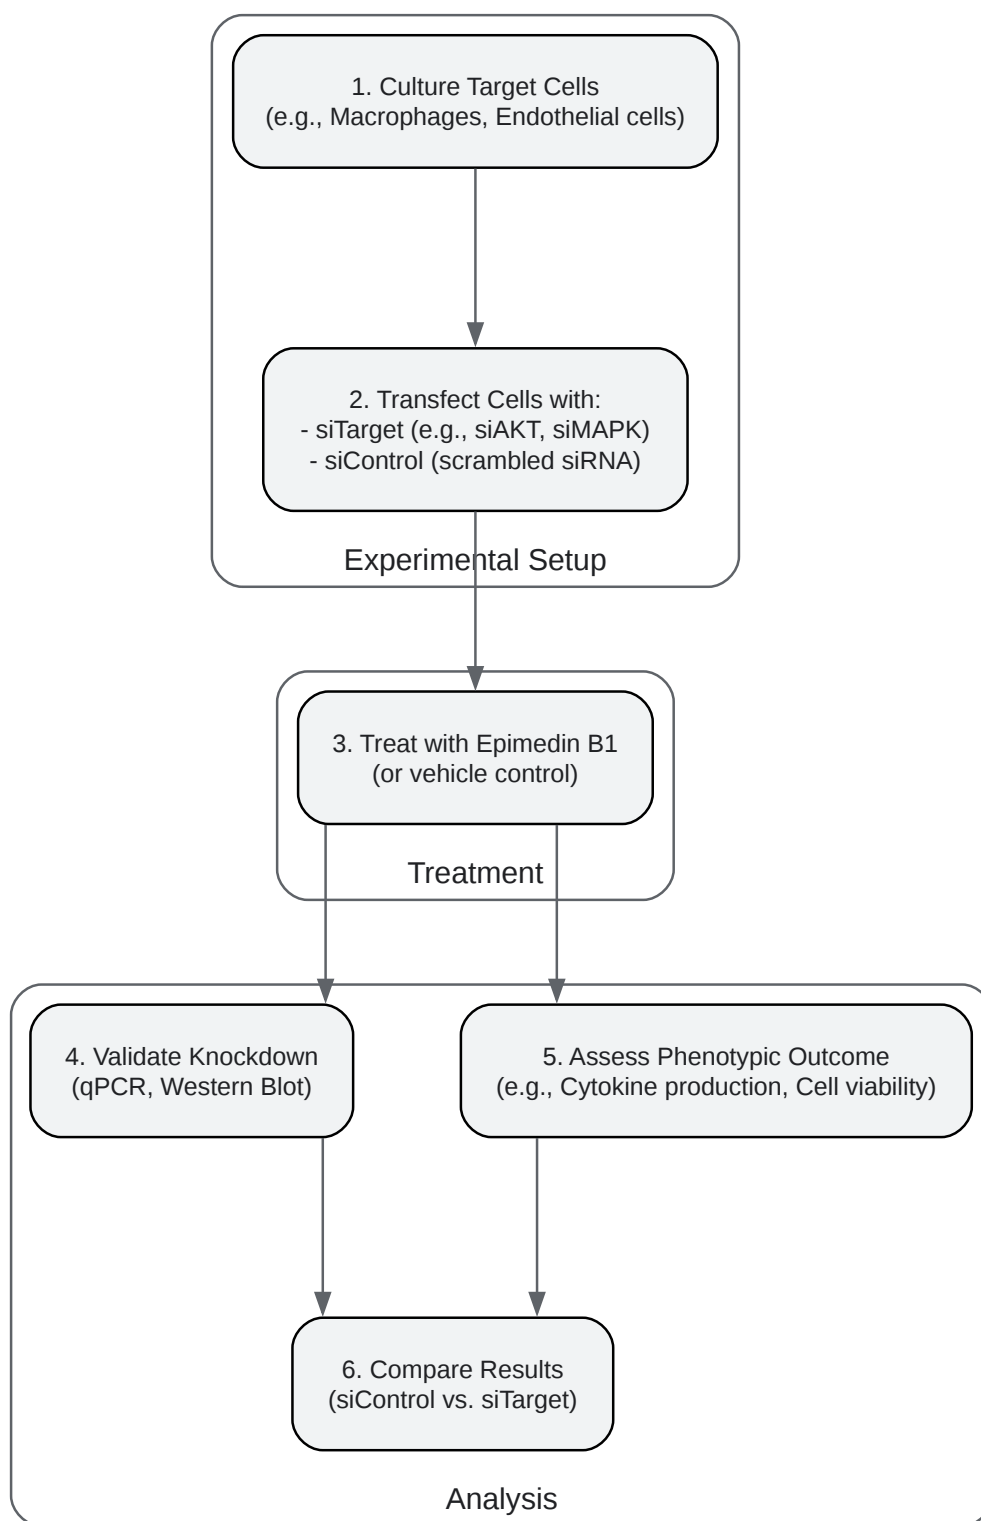 1. Culture Target Cells
(e.g., Macrophages, Endothelial cells)
2. Transfect Cells with:
- siTarget (e.g., siAKT, siMAPK)
- siControl (scrambled siRNA)
Experimental Setup
3. Treat with Epimedin B1
(or vehicle control)
Treatment
4. Validate Knockdown
(qPCR, Western Blot)
5. Assess Phenotypic Outcome
(e.g., Cytokine production, Cell viability)
6. Compare Results
(siControl vs. siTarget)
Analysis